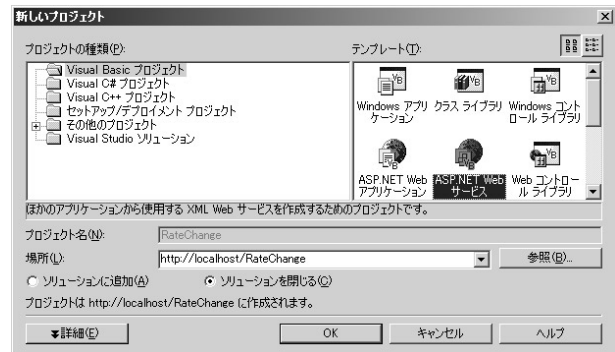 新しいプロジェクト
プロジェクトの種類(P):
テンプレート(T):
Visual Basic プロジェクト
Visual C# プロジェクト
Visual C++ プロジェクト
セットアップ/デプロイメント プロジェクト
その他のプロジェクト
Visual Studio ソリューション
Windows アプリ
ケーション
クラス ライブラリ
Windows コント
ロール ライブラリ
ASP.NET Web
アプリケーション
ASP.NET Web
サービス
Web コントロー
ル ライブラリ
ほかのアプリケーションから使用する XML Web サービスを作成するためのプロジェクトです。
プロジェクト名(N):
RateChange
場所(L):
http://localhost/RateChange
参照(B)...
ソリューションに追加(A)
ソリューションを閉じる(C)
プロジェクトは http://localhost/RateChange に作成されます。
詳細(E)
OK
キャンセル
ヘルプ